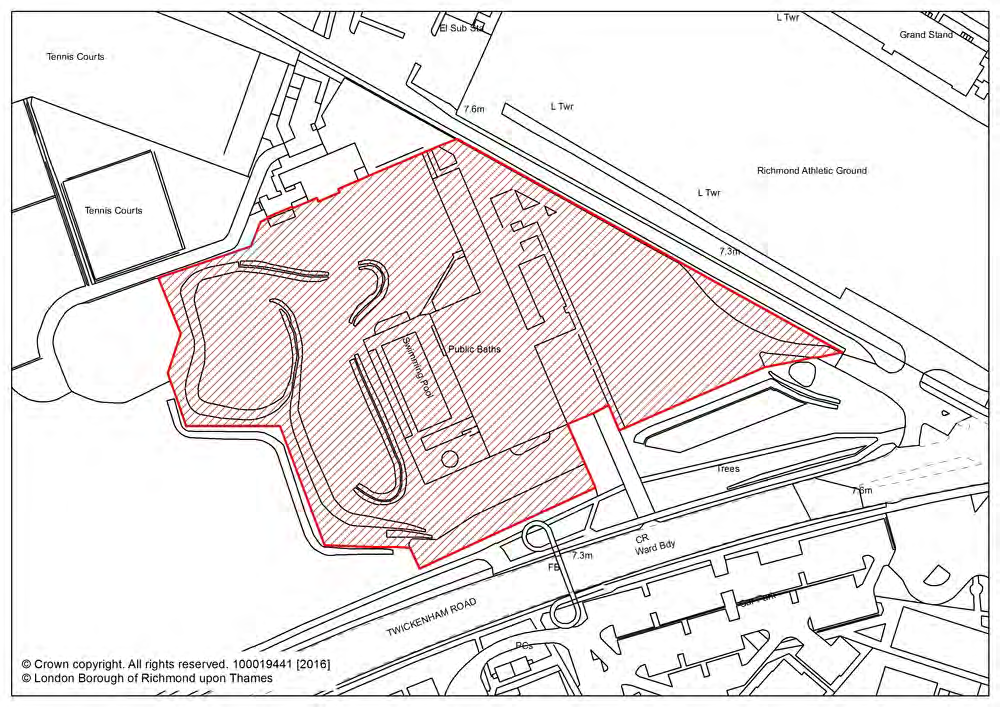 L Twr
El Sub Sta
Grand Stand
Tennis Courts
7.6m
L Twr
Richmond Athletic Ground
L Twr
Tennis Courts
7.3m
Public Baths
Swimming Pool
Trees
7.6m
CR
Ward Bdy
7.3m
FB
Car Park
TWICKENHAM ROAD
PCs
© Crown copyright. All rights reserved. 100019441 [2016]
© London Borough of Richmond upon Thames